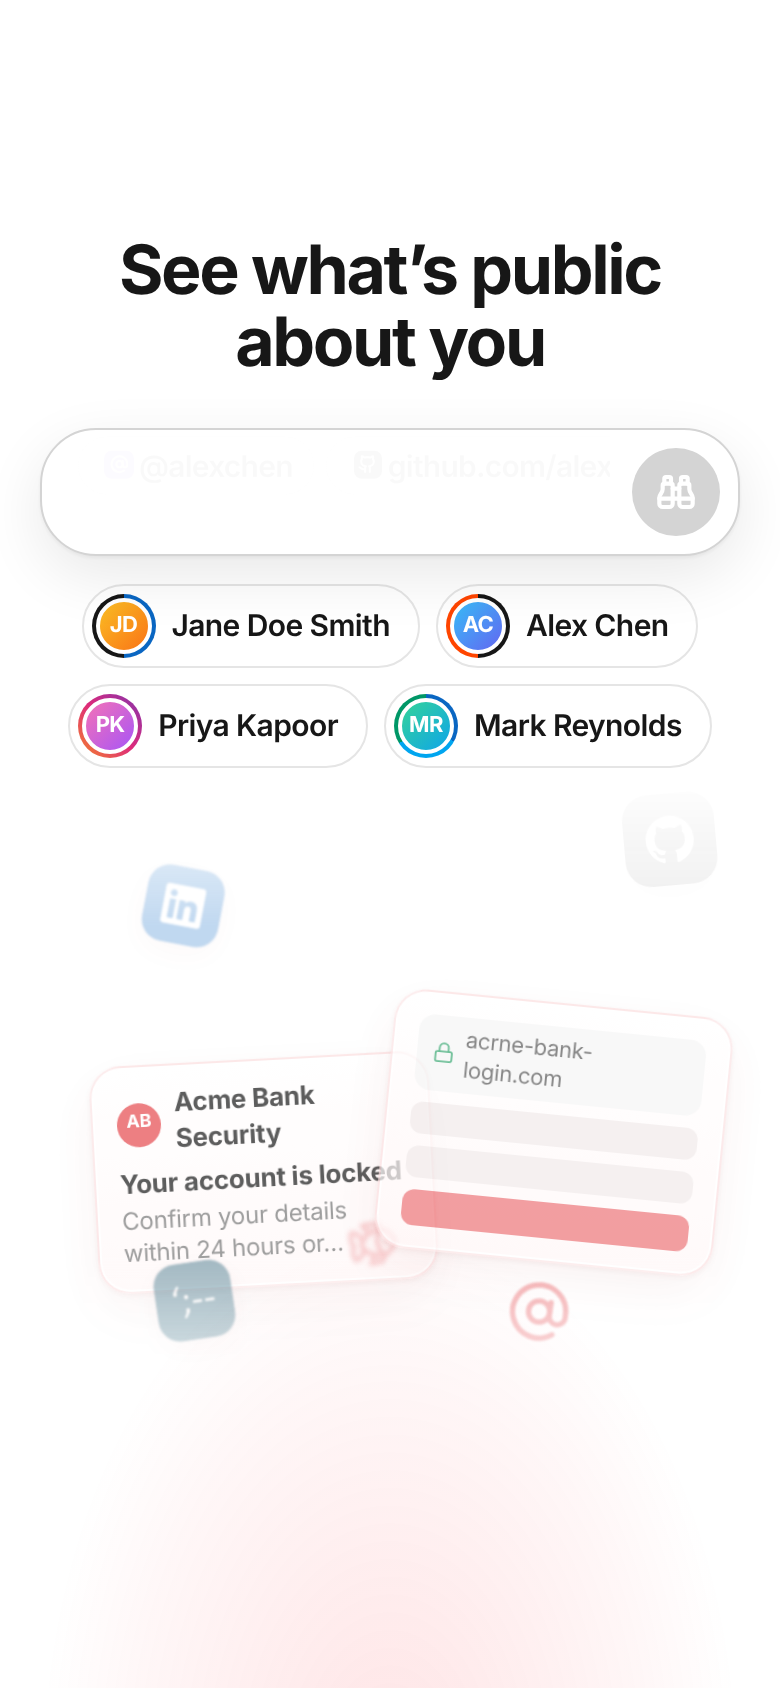 See what’s public
about you
@alexchen
github.com/alex
JD Jane Doe Smith
AC Alex Chen
PK Priya Kapoor
MR Mark Reynolds
in
acrne-bank-
login.com
AB
Acme Bank
Security
Your account is locked
Confirm your details
within 24 hours or...
';--
@